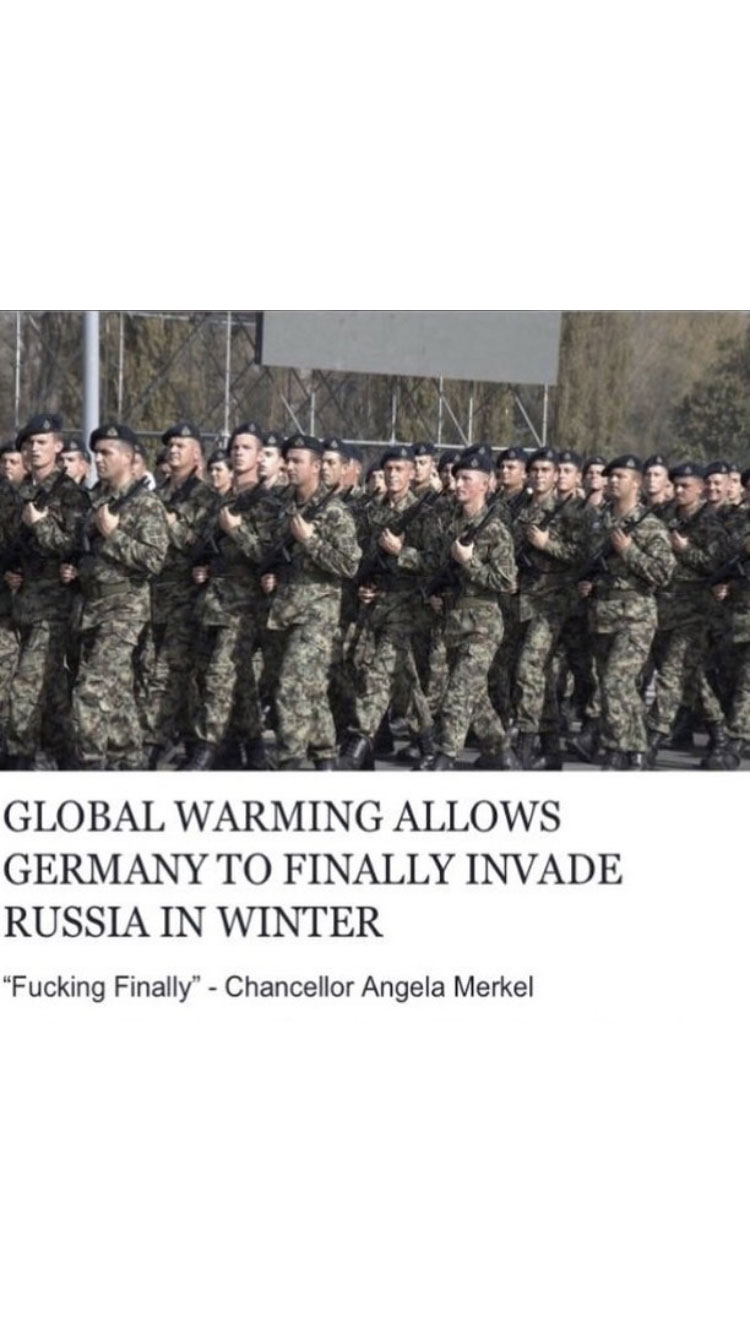 GLOBAL WARMING ALLOWS
GERMANY TO FINALLY INVADE
RUSSIA IN WINTER
“Fucking Finally” - Chancellor Angela Merkel